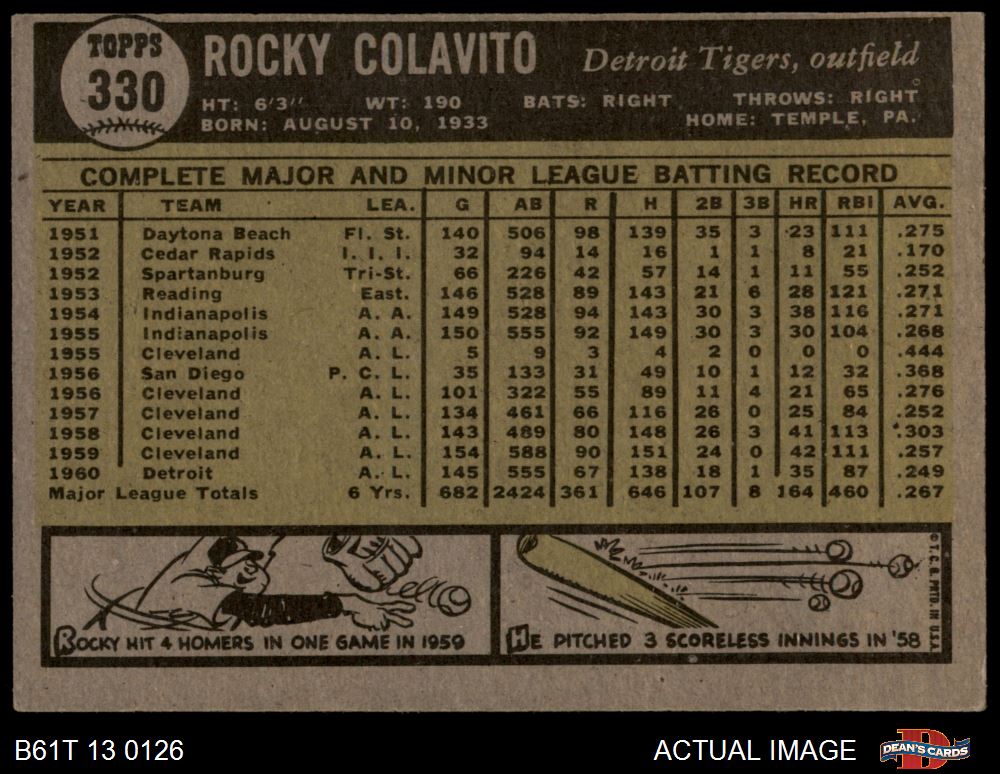 TOPPS
330
ROCKY COLAVITO Detroit Tigers, outfield
HT: 6'3" WT: 190 BATS: RIGHT THROWS: RIGHT
BORN: AUGUST 10, 1933 HOME: TEMPLE, PA.
COMPLETE MAJOR AND MINOR LEAGUE BATTING RECORD
YEAR TEAM LEA. G AB R H 2B 3B HR RBI AVG.
1951 Daytona Beach Fl. St. 140 506 98 139 35 3 23 111 .275
1952 Cedar Rapids I. I. I. 32 94 14 16 1 1 8 21 .170
1952 Spartanburg Tri-St. 66 226 42 57 14 1 11 55 .252
1953 Reading East. 146 528 89 143 21 6 28 121 .271
1954 Indianapolis A. A. 149 528 94 143 30 3 38 116 .271
1955 Indianapolis A. A. 150 555 92 149 30 3 30 104 .268
1955 Cleveland A. L. 5 9 3 4 2 0 0 0 .444
1956 San Diego P. C. L. 35 133 31 49 10 1 12 32 .368
1956 Cleveland A. L. 101 322 55 89 11 4 21 65 .276
1957 Cleveland A. L. 134 461 66 116 26 0 25 84 .252
1958 Cleveland A. L. 143 489 80 148 26 3 41 113 .303
1959 Cleveland A. L. 154 588 90 151 24 0 42 111 .257
1960 Detroit A. L. 145 555 67 138 18 1 35 87 .249
Major League Totals 6 Yrs. 682 2424 361 646 107 8 164 460 .267
ROCKY HIT 4 HOMERS IN ONE GAME IN 1959
HE PITCHED 3 SCORELESS INNINGS IN '58
© T. C. G. PRTD. IN U.S.A.
B61T 13 0126
ACTUAL IMAGE
DEAN'S CARDS